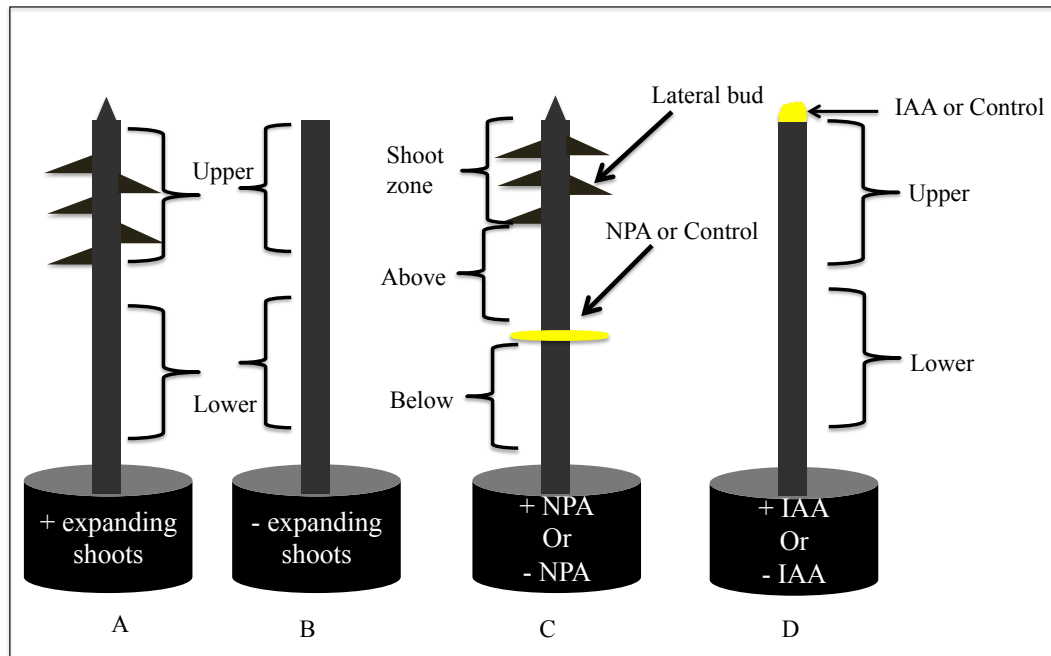 Lateral bud
IAA or Control
Upper
Shoot
zone
Upper
NPA or Control
Above
Lower
Lower
Below
+ expanding
shoots
- expanding
shoots
+ NPA
Or
- NPA
+ IAA
Or
- IAA
A
B
C
D